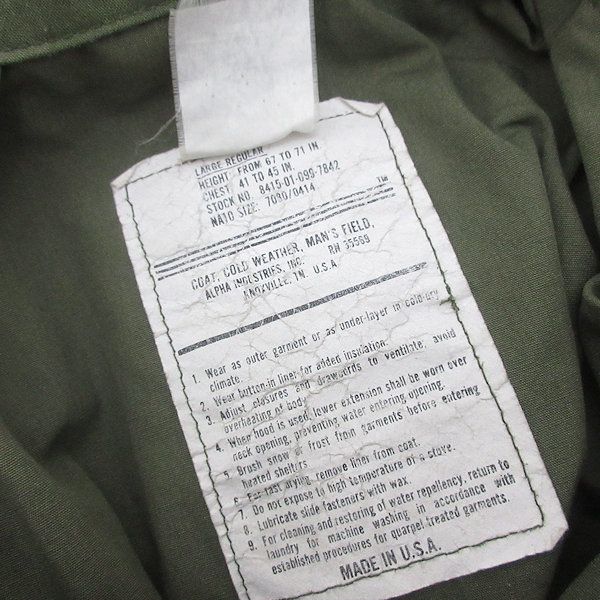 LARGE REGULAR
HEIGHT: FROM 67 TO 71 IN
CHEST: 41 TO 45 IN.
STOCK NO. 8415-01-099-7842
NATO SIZE: 7080/0414
TM
COAT, COLD WEATHER, MAN'S FIELD,
ALPHA INDUSTRIES, INC. RN 35569
KNOXVILLE, TN. U.S.A
1. Wear as outer garment or as under-layer in cold-dry
climate.
2. Wear button-in liner for added insulation.
3. Adjust closures and drawcords to ventilate, avoid
overheating of body
4. When hood is used, lower extension shall be worn over
neck opening, preventing water entering opening.
5. Brush snow or frost from garments before entering
heated shelters
6. For fast drying, remove liner from coat.
7. Do not expose to high temperature of a stove.
8. Lubricate slide fasteners with wax.
9. For cleaning and restoring of water repellency, return to
laundry for machine washing in accordance with
established procedures for quarpel treated garments.
MADE IN U.S.A.